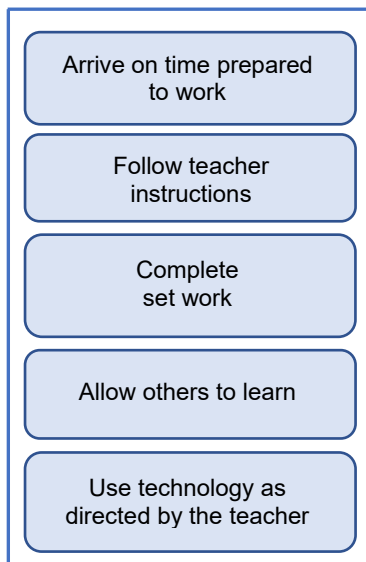 Arrive on time prepared
to work
Follow teacher
instructions
Complete
set work
Allow others to learn
Use technology as
directed by the teacher